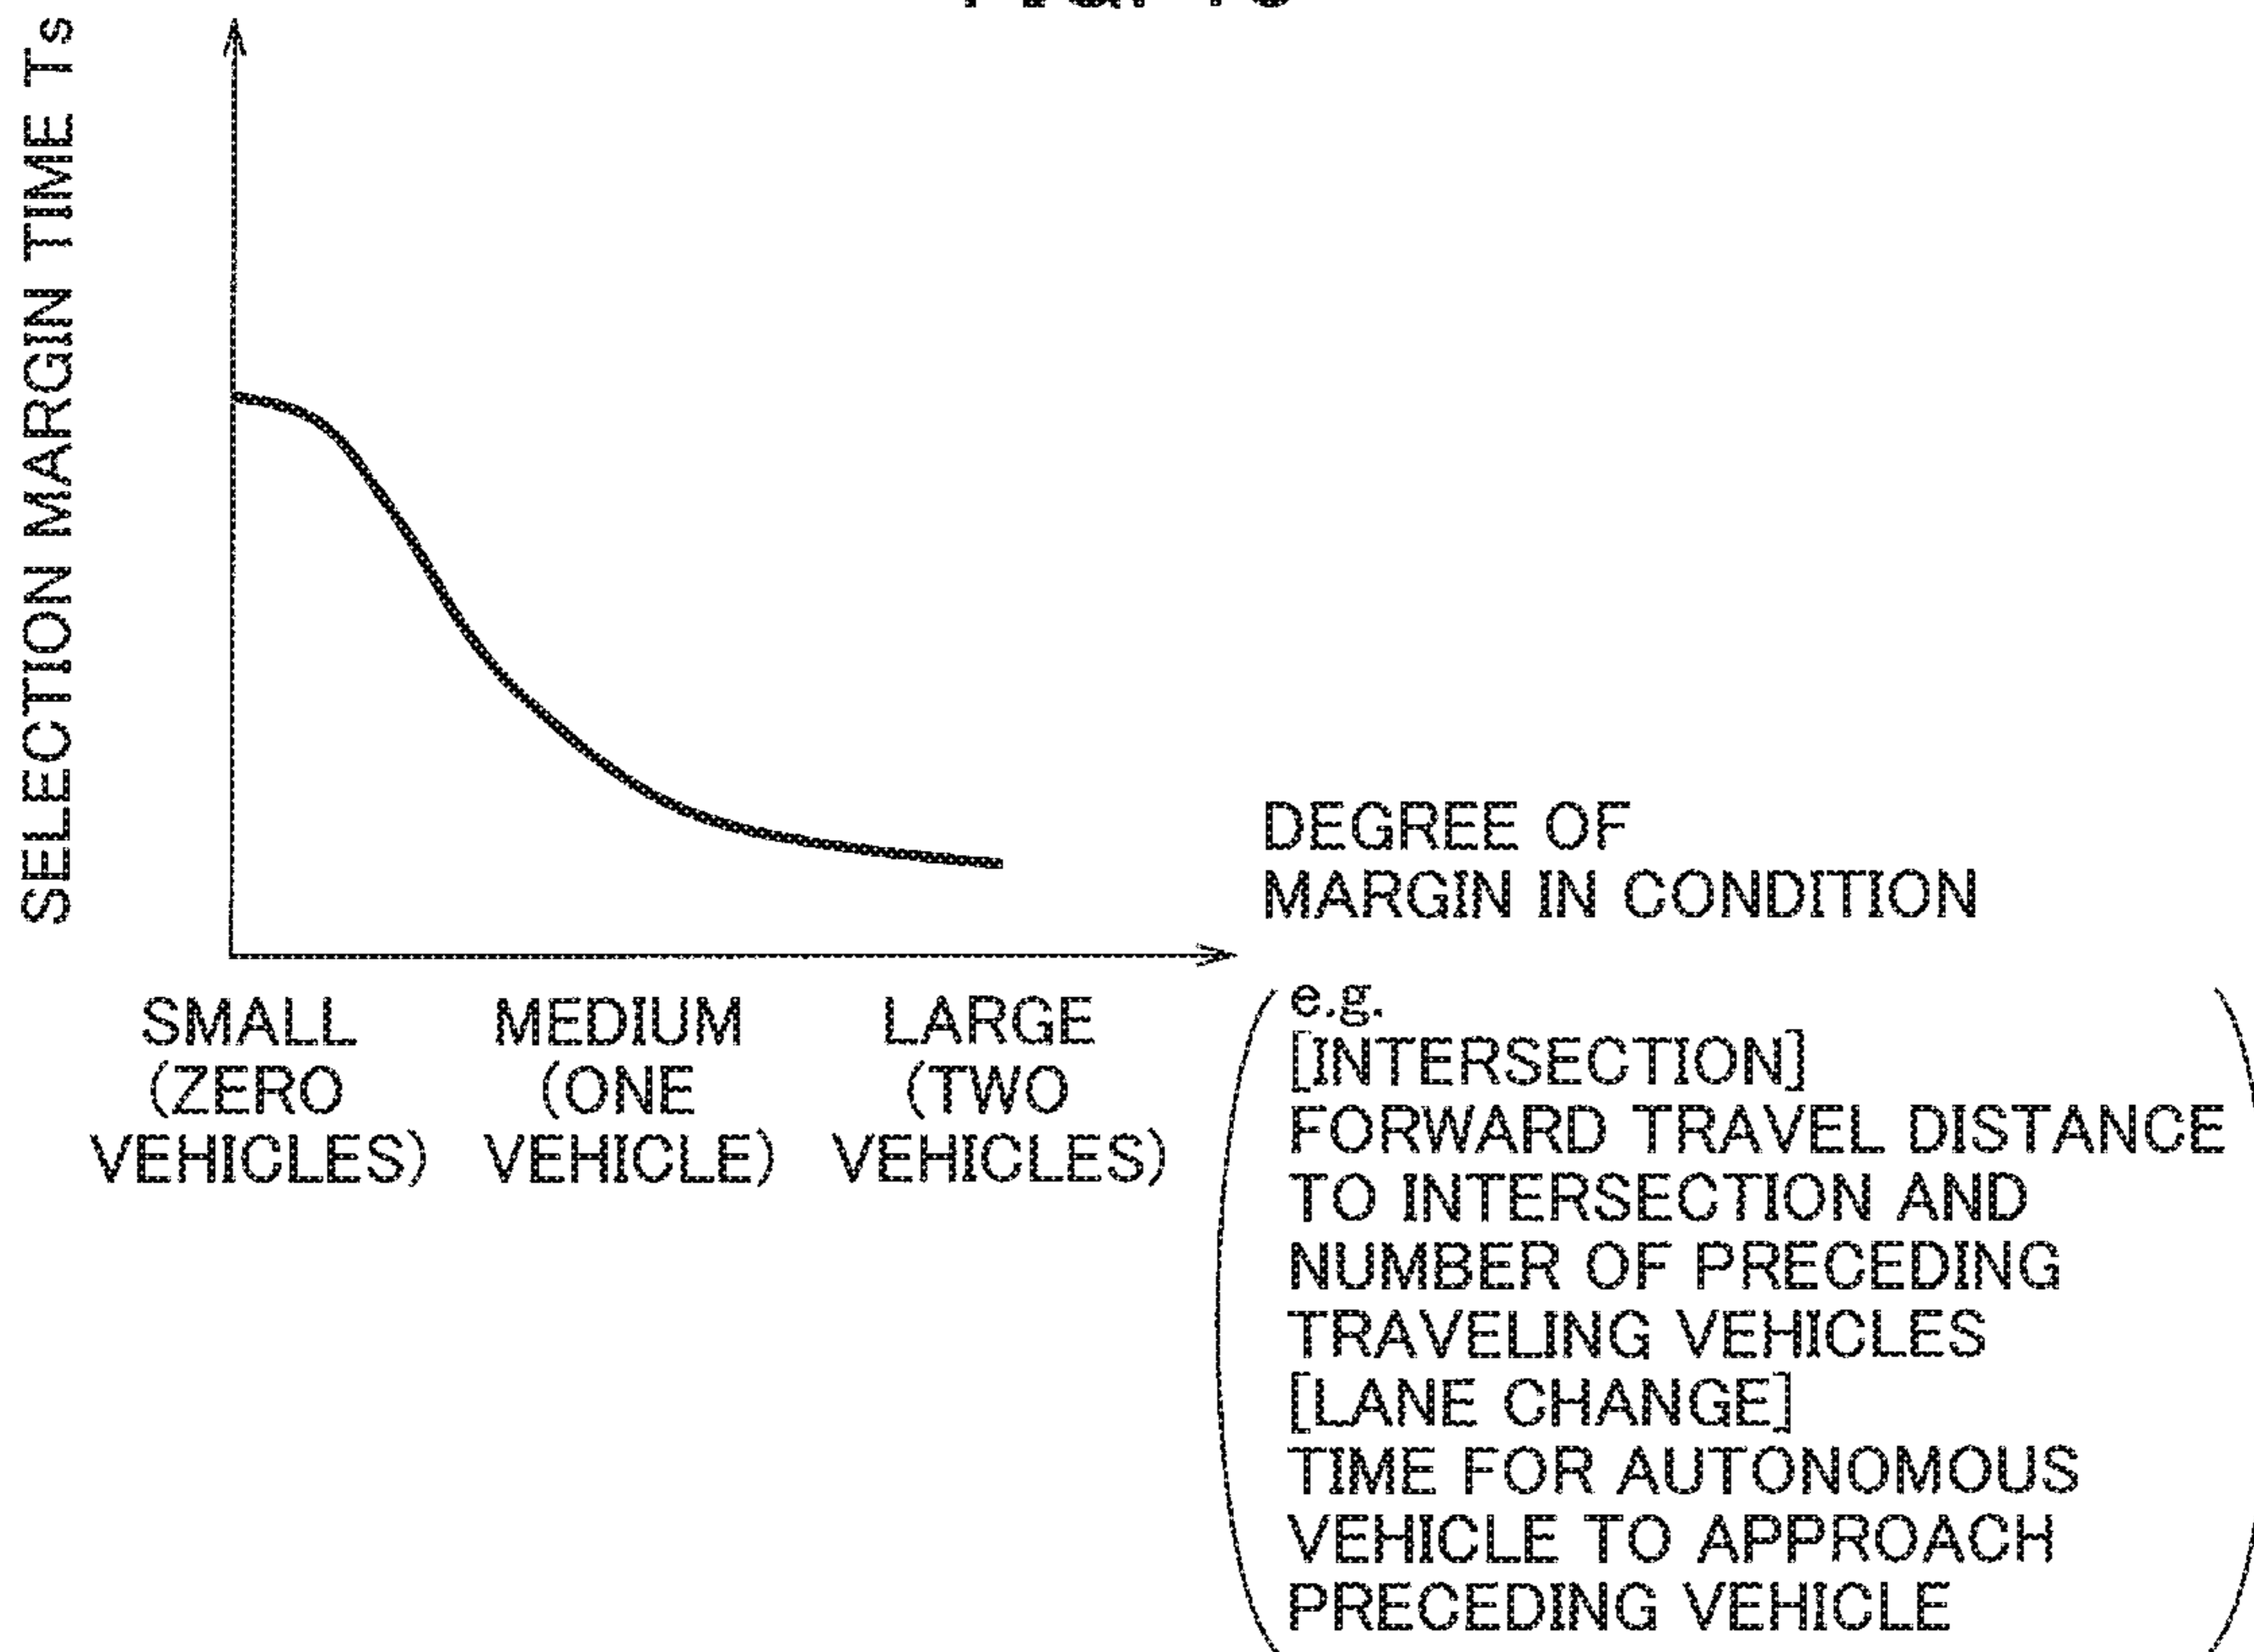 SELECTION MARGIN TIME Ts
DEGREE OF
MARGIN IN CONDITION
SMALL
(ZERO
VEHICLES)
MEDIUM
(ONE
VEHICLE)
LARGE
(TWO
VEHICLES)
e.g.
[INTERSECTION]
FORWARD TRAVEL DISTANCE
TO INTERSECTION AND
NUMBER OF PRECEDING
TRAVELING VEHICLES
[LANE CHANGE]
TIME FOR AUTONOMOUS
VEHICLE TO APPROACH
PRECEDING VEHICLE